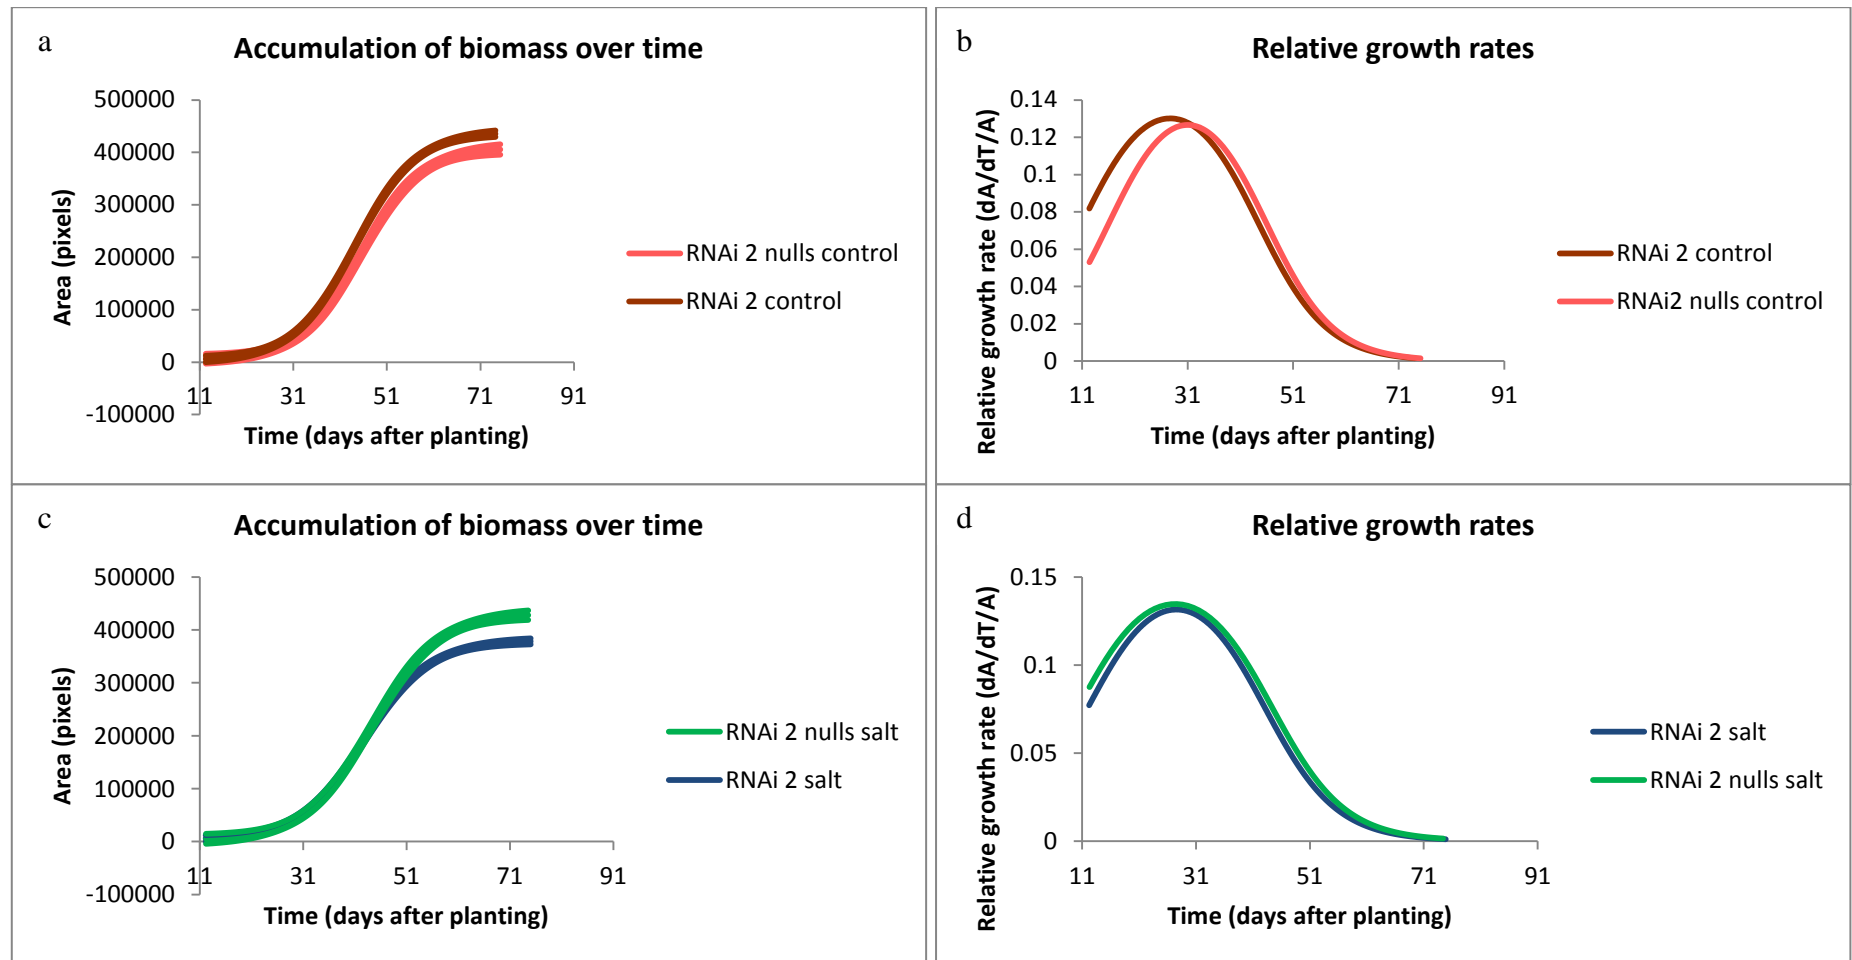 a
Accumulation of biomass over time
500000
400000
300000
200000
100000
0
-100000
11
31
51
71
91
Area (pixels)
Time (days after planting)
RNAi 2 nulls control
RNAi 2 control
b
Relative growth rates
0.14
0.12
0.1
0.08
0.06
0.04
0.02
0
11
31
51
71
91
Relative growth rate (dA/dT/A)
Time (days after planting)
RNAi 2 control
RNAi2 nulls control
c
Accumulation of biomass over time
500000
400000
300000
200000
100000
0
-100000
11
31
51
71
91
Area (pixels)
Time (days after planting)
RNAi 2 nulls salt
RNAi 2 salt
d
Relative growth rates
0.15
0.1
0.05
0
11
31
51
71
91
Relative growth rate (dA/dT/A)
Time (days after planting)
RNAi 2 salt
RNAi 2 nulls salt